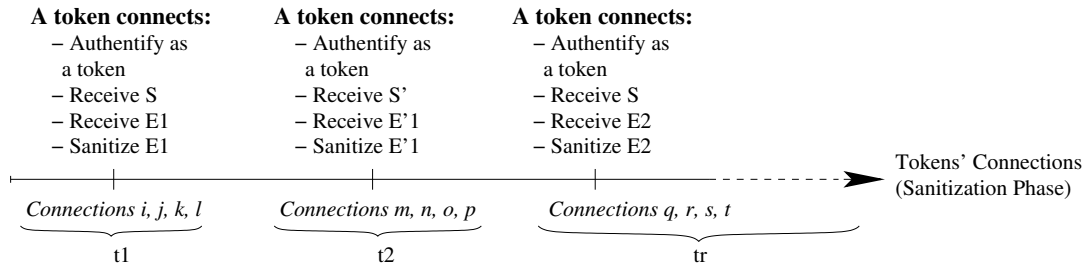 A token connects:
– Authentify as
a token
– Receive S
– Receive E1
– Sanitize E1
A token connects:
– Authentify as
a token
– Receive S'
– Receive E'1
– Sanitize E'1
A token connects:
– Authentify as
a token
– Receive S
– Receive E2
– Sanitize E2
Tokens' Connections
(Sanitization Phase)
Connections i, j, k, l
Connections m, n, o, p
Connections q, r, s, t
t1
t2
tr